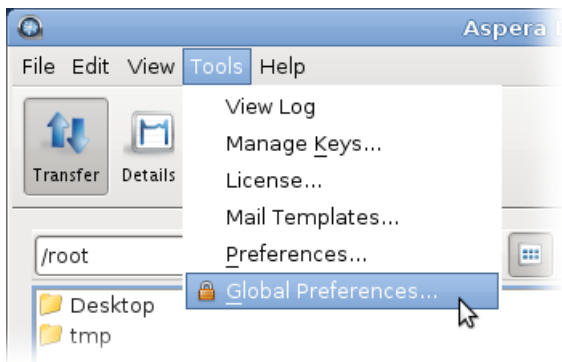 Aspera
File Edit View Tools Help
View Log
Manage Keys...
License...
Mail Templates...
Preferences...
Global Preferences...
Transfer
Details
/root
Desktop
tmp